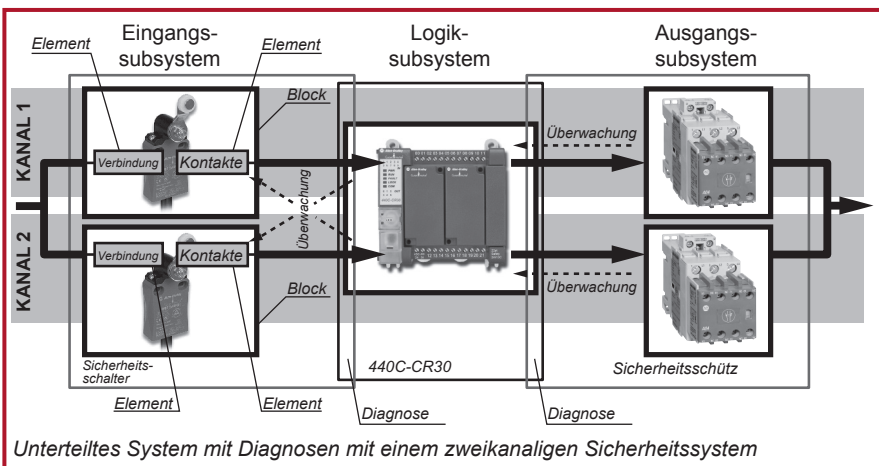 Eingangs-
subsystem
Logik-
subsystem
Ausgangs-
subsystem
Element
Element
Block
KANAL 1
Verbindung
Kontakte
Überwachung
Überwachung
KANAL 2
Verbindung
Kontakte
Überwachung
Block
Sicherheits-
schalter
440C-CR30
Sicherheitsschütz
Element
Element
Diagnose
Diagnose
Unterteiltes System mit Diagnosen mit einem zweikanaligen Sicherheitssystem